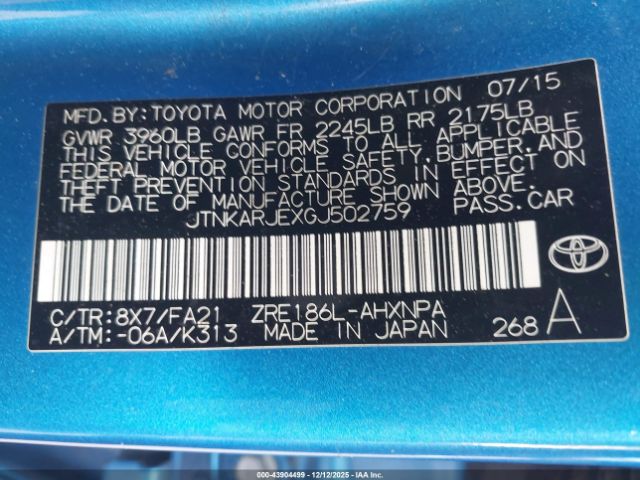 MFD. BY: TOYOTA MOTOR CORPORATION 07/15
GVWR 3960LB GAWR FR 2245LB RR 2175LB
THIS VEHICLE CONFORMS TO ALL APPLICABLE
FEDERAL MOTOR VEHICLE SAFETY, BUMPER, AND
THEFT PREVENTION STANDARDS IN EFFECT ON
THE DATE OF MANUFACTURE SHOWN ABOVE.
JTNKARJEXGJ502759 PASS.CAR
TOYOTA
C/TR: 8X7/FA21 ZRE186L-AHXNPA
A/TM: -06A/K313 MADE IN JAPAN 268 A
000-43904499 - 12/12/2025 - IAAI.COM